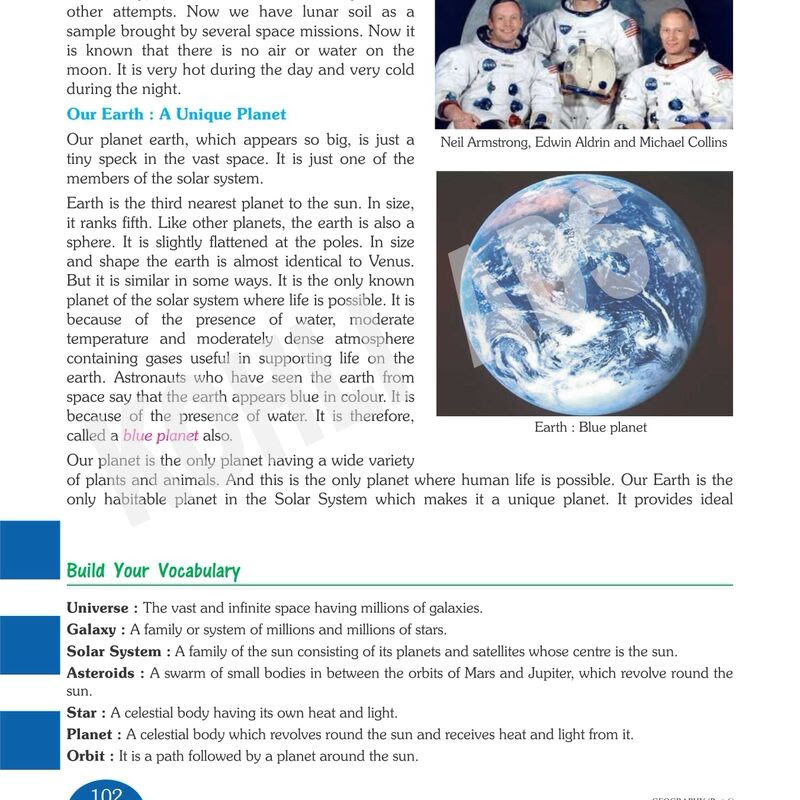 other attempts. Now we have lunar soil as a
sample brought by several space missions. Now it
is known that there is no air or water on the
moon. It is very hot during the day and very cold
during the night.
Our Earth : A Unique Planet
Our planet earth, which appears so big, is just a
tiny speck in the vast space. It is just one of the
members of the solar system.
Earth is the third nearest planet to the sun. In size,
it ranks fifth. Like other planets, the earth is also a
sphere. It is slightly flattened at the poles. In size
and shape the earth is almost identical to Venus.
But it is similar in some ways. It is the only known
planet of the solar system where life is possible. It is
because of the presence of water, moderate
temperature and moderately dense atmosphere
containing gases useful in supporting life on the
earth. Astronauts who have seen the earth from
space say that the earth appears blue in colour. It is
because of the presence of water. It is therefore,
called a blue planet also.
Neil Armstrong, Edwin Aldrin and Michael Collins
Earth : Blue planet
Our planet is the only planet having a wide variety
of plants and animals. And this is the only planet where human life is possible. Our Earth is the
only habitable planet in the Solar System which makes it a unique planet. It provides ideal
Build Your Vocabulary
Universe : The vast and infinite space having millions of galaxies.
Galaxy : A family or system of millions and millions of stars.
Solar System : A family of the sun consisting of its planets and satellites whose centre is the sun.
Asteroids : A swarm of small bodies in between the orbits of Mars and Jupiter, which revolve round the
sun.
Star : A celestial body having its own heat and light.
Planet : A celestial body which revolves round the sun and receives heat and light from it.
Orbit : It is a path followed by a planet around the sun.
102